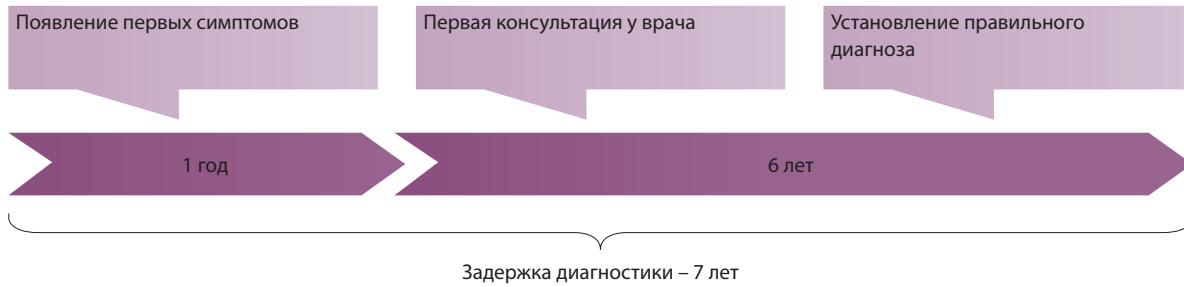 Появление первых симптомов
Первая консультация у врача
Установление правильного
диагноза
1 год
6 лет
Задержка диагностики – 7 лет